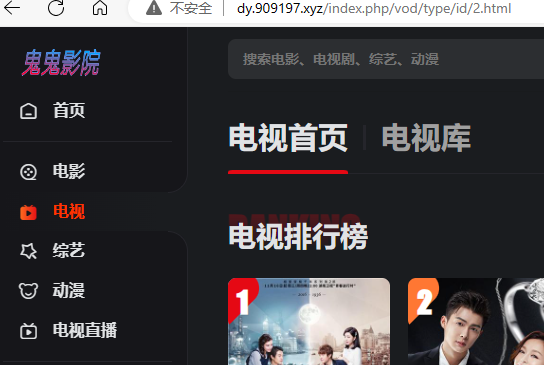 不安全
dy.909197.xyz/index.php/vod/type/id/2.html
鬼鬼影院
搜索电影、电视剧、综艺、动漫
首页
电视首页
电视库
电影
电视
电视排行榜
综艺
动漫
电视直播
1
2